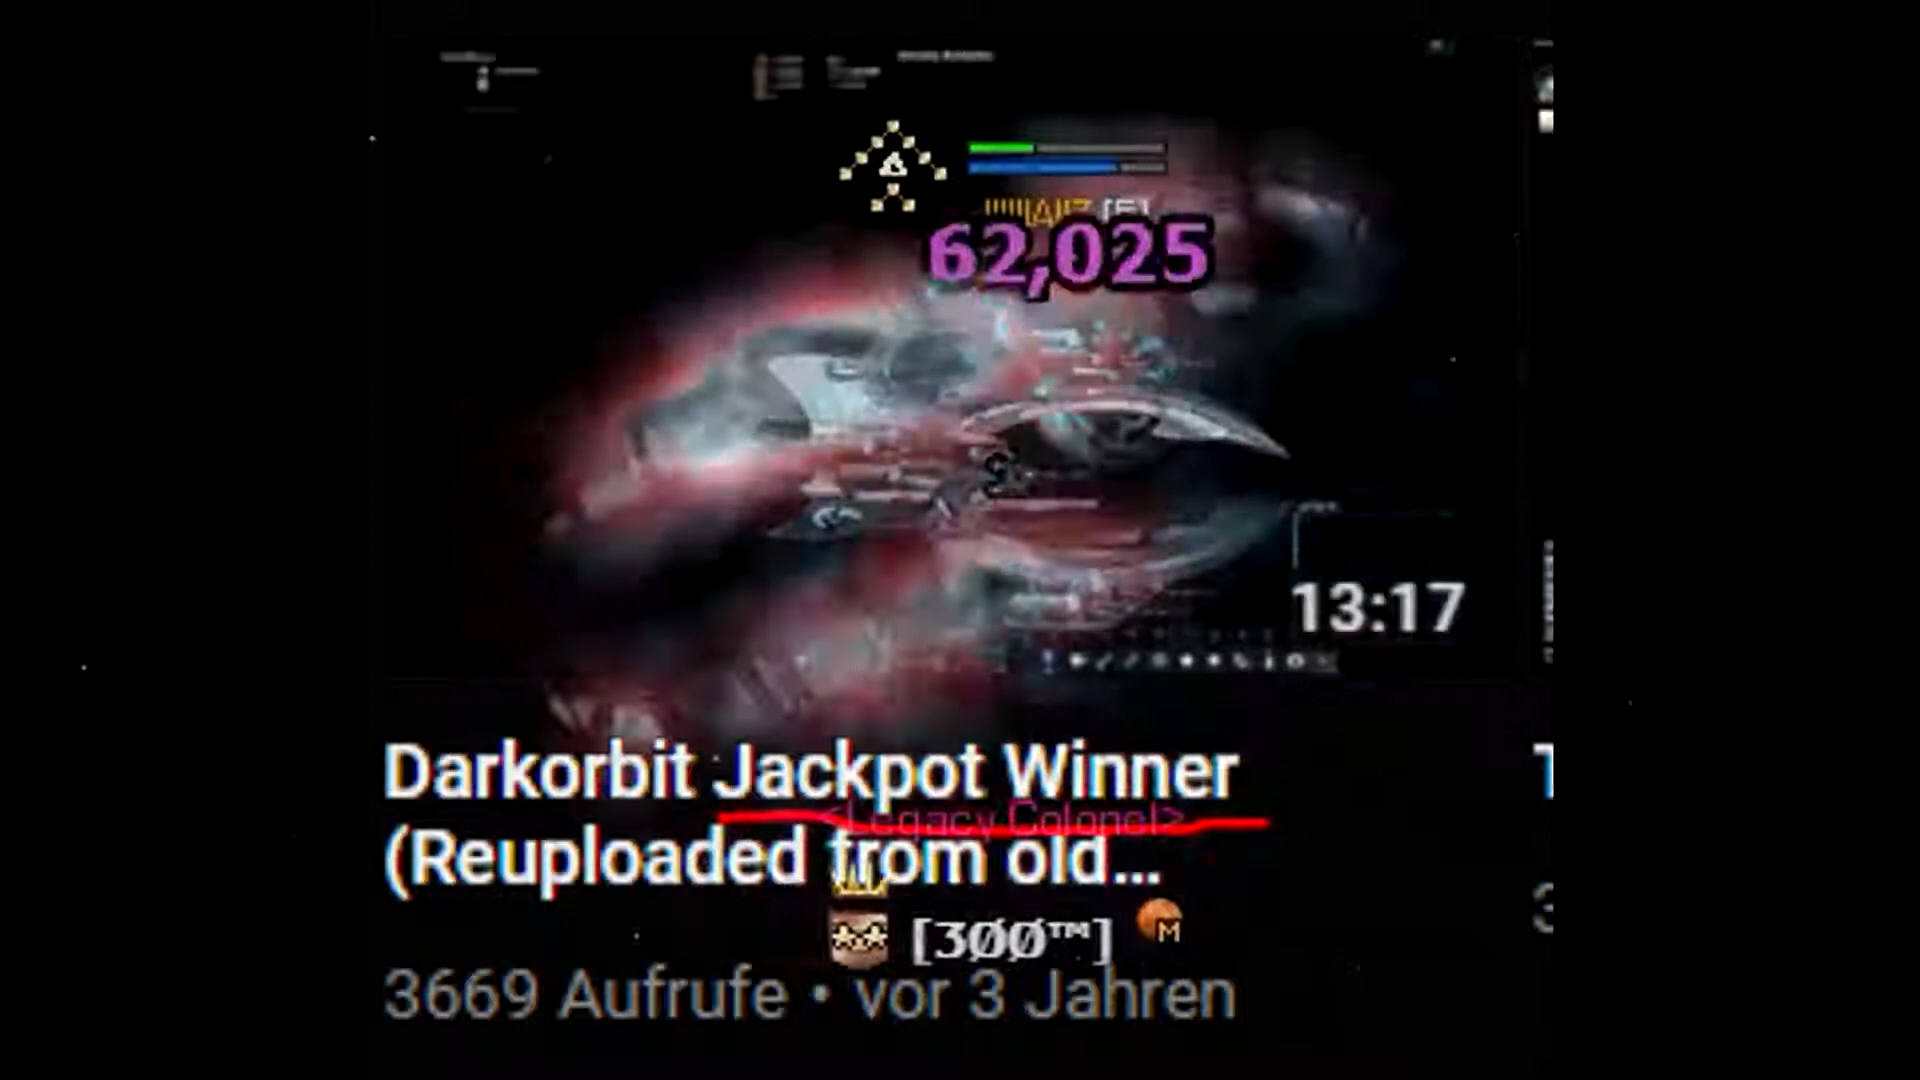 62,025
13:17
Darkorbit Jackpot Winner
<Legacy Colonel>
(Reuploaded from old...
[3ØØ™]
M
3669 Aufrufe • vor 3 Jahren